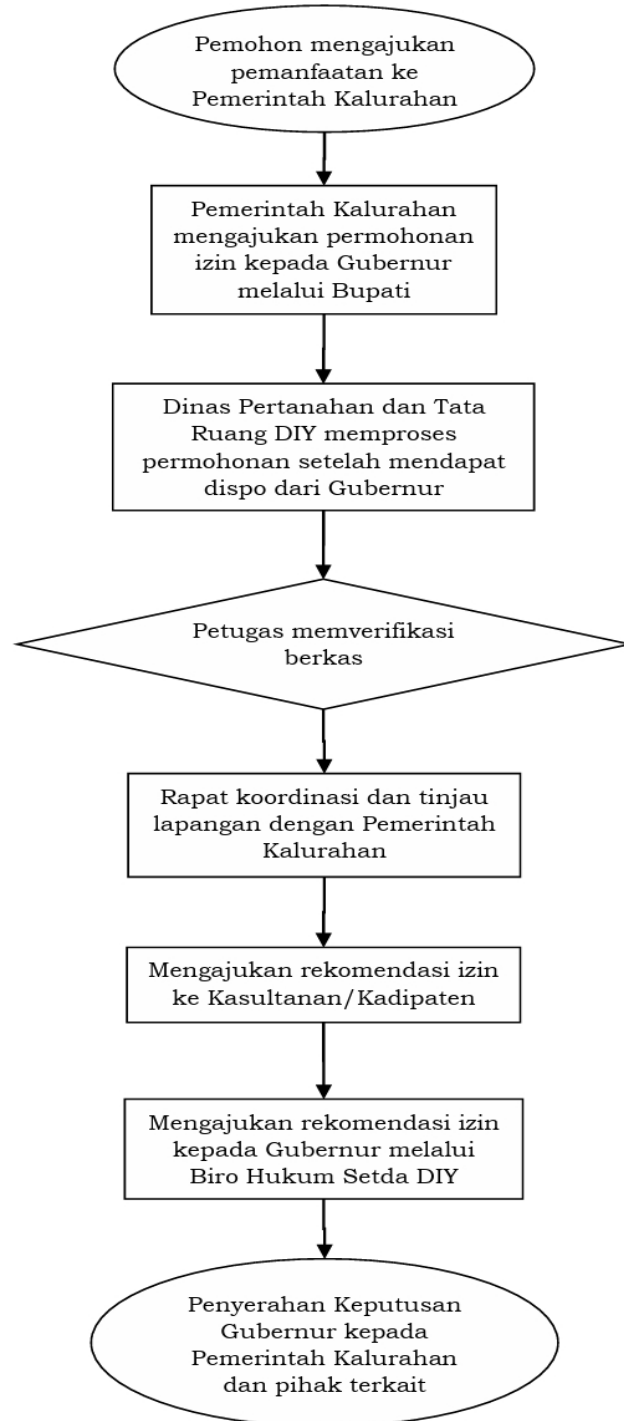 Pemohon mengajukan
pemanfaatan ke
Pemerintah Kalurahan
Pemerintah Kalurahan
mengajukan permohonan
izin kepada Gubernur
melalui Bupati
Dinas Pertanahan dan Tata
Ruang DIY memproses
permohonan setelah mendapat
dispo dari Gubernur
Petugas memverifikasi
berkas
Rapat koordinasi dan tinjau
lapangan dengan Pemerintah
Kalurahan
Mengajukan rekomendasi izin
ke Kasultanan/Kadipaten
Mengajukan rekomendasi izin
kepada Gubernur melalui
Biro Hukum Setda DIY
Penyerahan Keputusan
Gubernur kepada
Pemerintah Kalurahan
dan pihak terkait